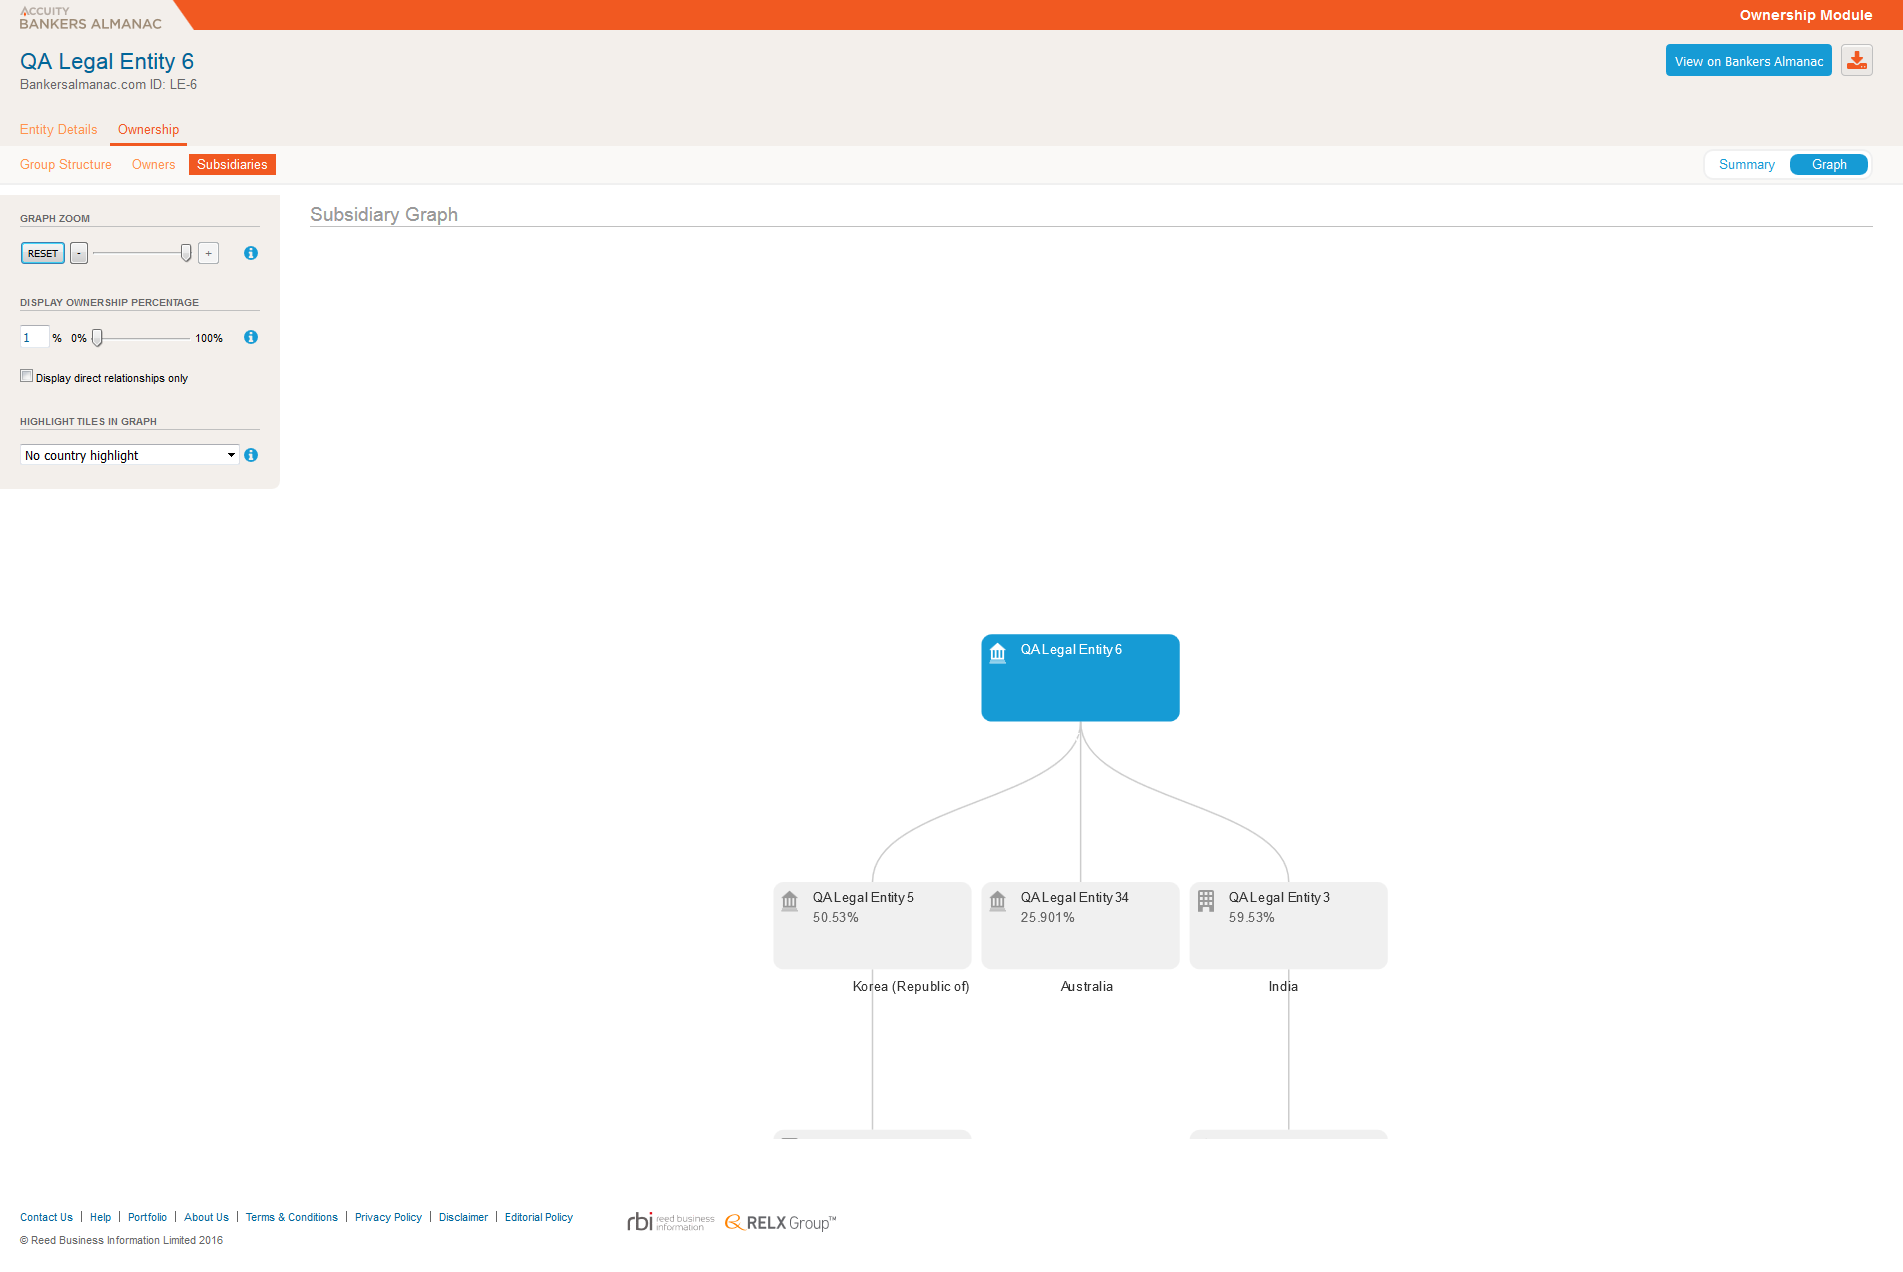 ACCUITY
BANKERS ALMANAC
Ownership Module
QA Legal Entity 6
Bankersalmanac.com ID: LE-6
View on Bankers Almanac
Entity Details Ownership
Group Structure Owners Subsidiaries
Summary Graph
GRAPH ZOOM
RESET - +
DISPLAY OWNERSHIP PERCENTAGE
1 % 0% 100%
Display direct relationships only
HIGHLIGHT TILES IN GRAPH
No country highlight
Subsidiary Graph
QA Legal Entity 6
QA Legal Entity 5
50.53%
Korea (Republic of)
QA Legal Entity 34
25.901%
Australia
QA Legal Entity 3
59.53%
India
Contact Us | Help | Portfolio | About Us | Terms & Conditions | Privacy Policy | Disclaimer | Editorial Policy
© Reed Business Information Limited 2016
rbi reed business information
RELX Group™